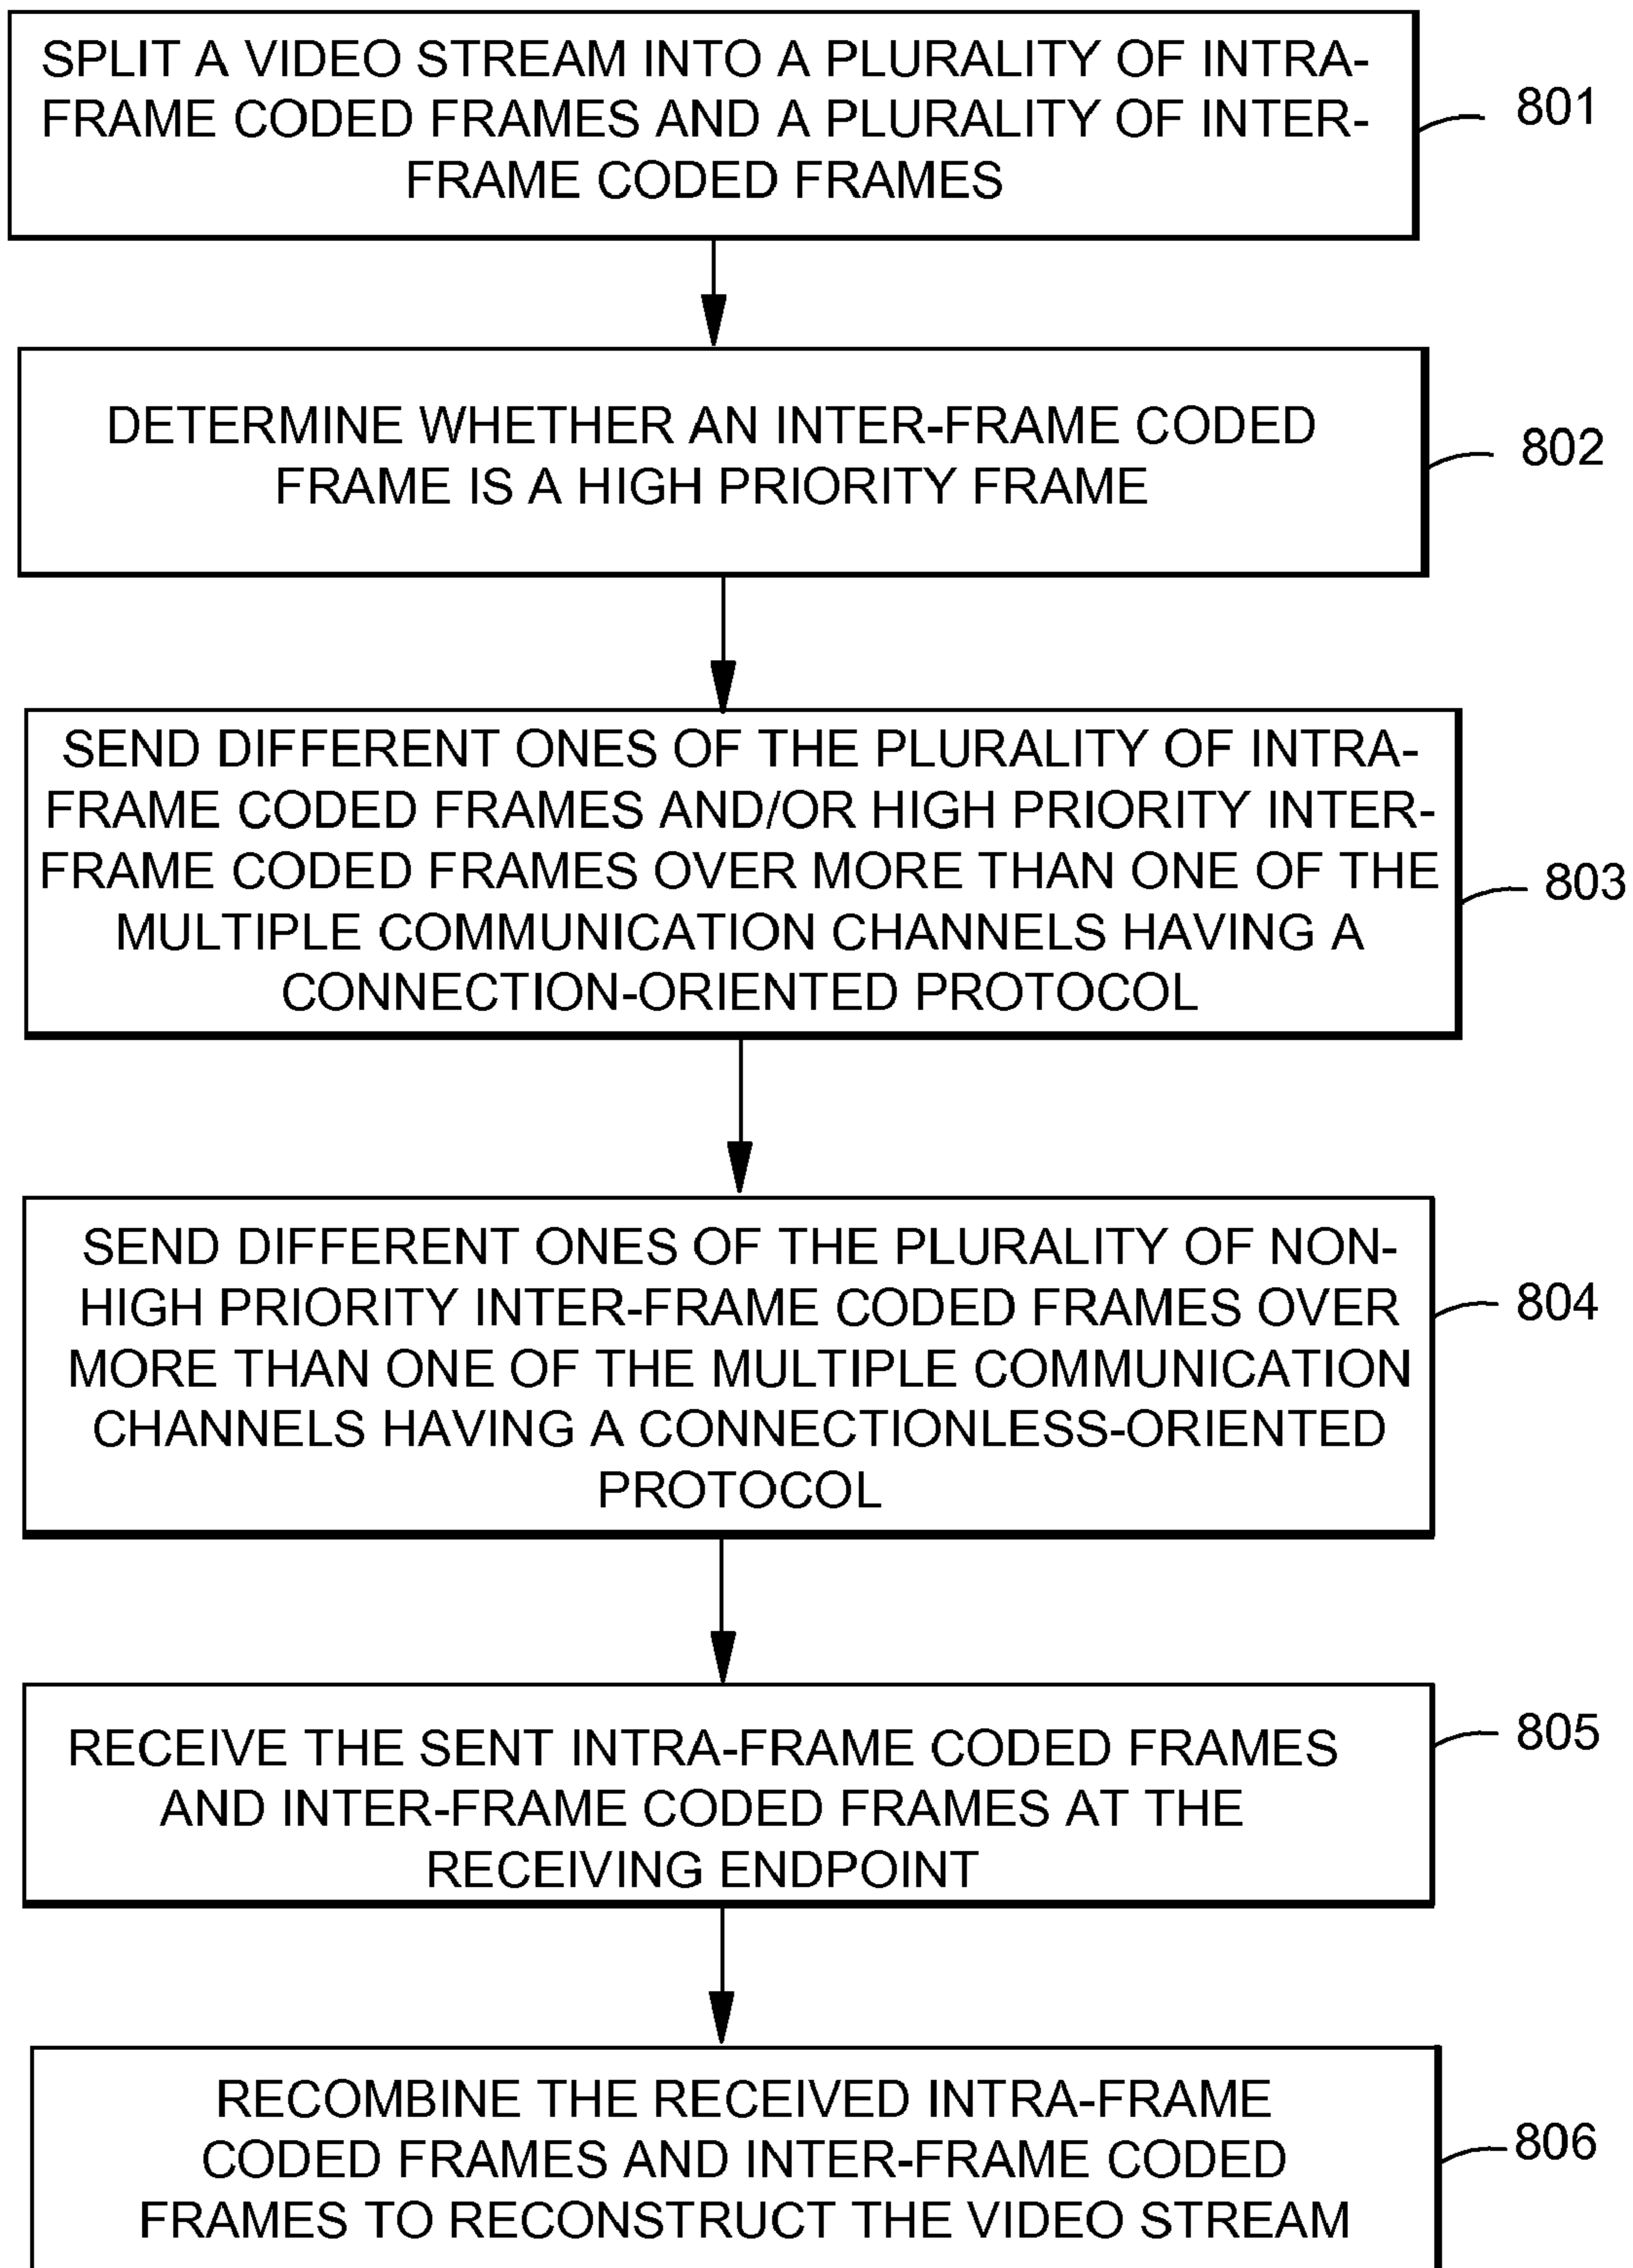 SPLIT A VIDEO STREAM INTO A PLURALITY OF INTRA-
FRAME CODED FRAMES AND A PLURALITY OF INTER-
FRAME CODED FRAMES
801
DETERMINE WHETHER AN INTER-FRAME CODED
FRAME IS A HIGH PRIORITY FRAME
802
SEND DIFFERENT ONES OF THE PLURALITY OF INTRA-
FRAME CODED FRAMES AND/OR HIGH PRIORITY INTER-
FRAME CODED FRAMES OVER MORE THAN ONE OF THE
MULTIPLE COMMUNICATION CHANNELS HAVING A
CONNECTION-ORIENTED PROTOCOL
803
SEND DIFFERENT ONES OF THE PLURALITY OF NON-
HIGH PRIORITY INTER-FRAME CODED FRAMES OVER
MORE THAN ONE OF THE MULTIPLE COMMUNICATION
CHANNELS HAVING A CONNECTIONLESS-ORIENTED
PROTOCOL
804
RECEIVE THE SENT INTRA-FRAME CODED FRAMES
AND INTER-FRAME CODED FRAMES AT THE
RECEIVING ENDPOINT
805
RECOMBINE THE RECEIVED INTRA-FRAME
CODED FRAMES AND INTER-FRAME CODED
FRAMES TO RECONSTRUCT THE VIDEO STREAM
806